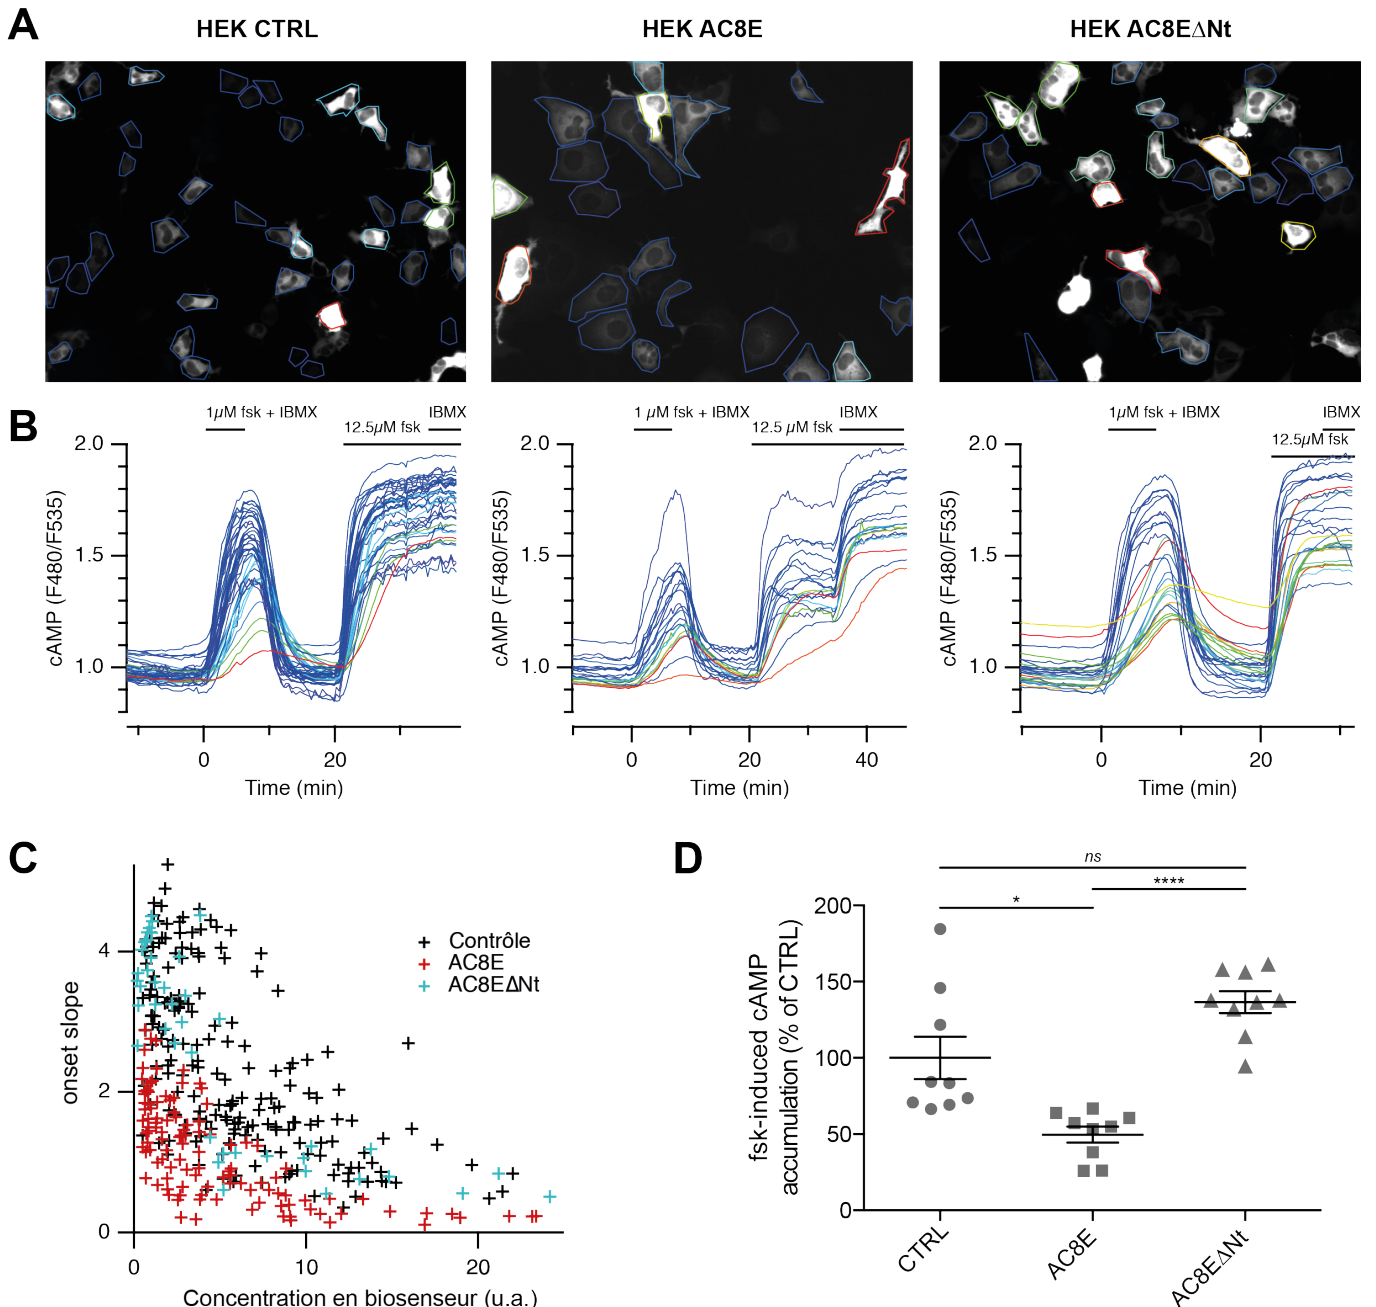 A
HEK CTRL
HEK AC8E
HEK AC8EΔNt
B
1µM fsk + IBMX
IBMX
12.5µM fsk
2.0
1.5
1.0
cAMP (F480/F535)
0
20
Time (min)
1 µM fsk + IBMX
IBMX
12.5 µM fsk
2.0
1.5
1.0
cAMP (F480/F535)
0
20
40
Time (min)
1µM fsk + IBMX
IBMX
12.5µM fsk
2.0
1.5
1.0
cAMP (F480/F535)
0
20
Time (min)
C
onset slope
4
2
0
0
10
20
Concentration en biosenseur (u.a.)
Contrôle
AC8E
AC8EΔNt
D
ns
****
*
fsk-induced cAMP
accumulation (% of CTRL)
200
150
100
50
0
CTRL
AC8E
AC8EΔNt